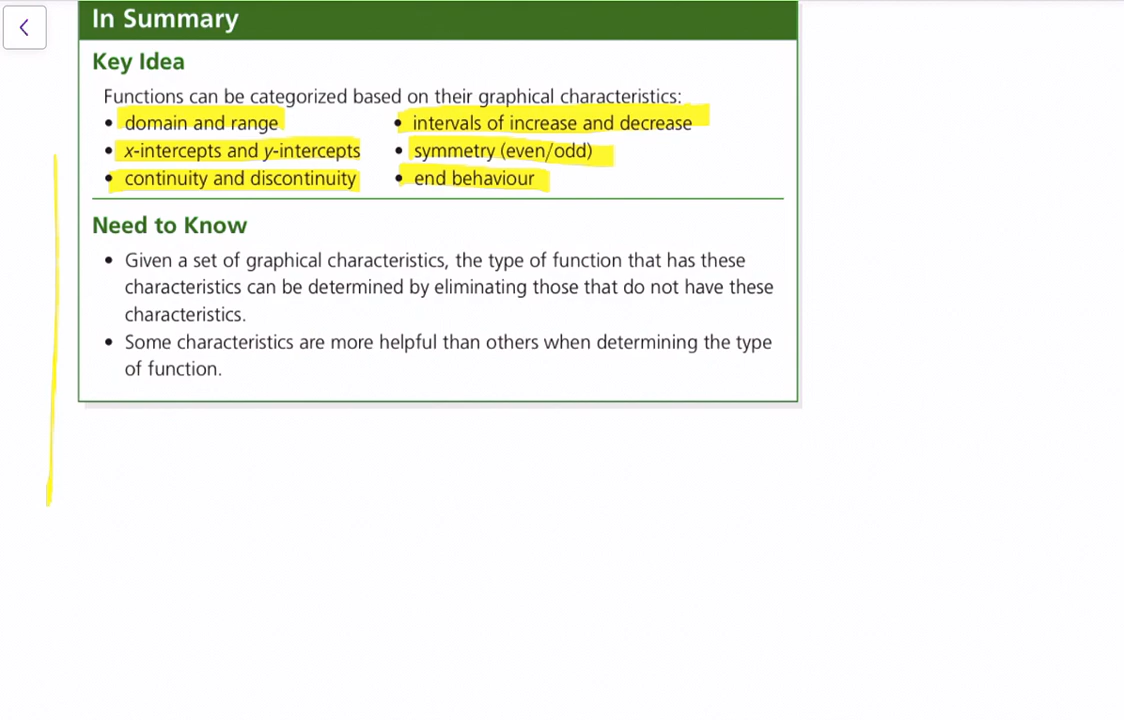 In Summary
Key Idea
Functions can be categorized based on their graphical characteristics:
• domain and range
• x-intercepts and y-intercepts
• continuity and discontinuity
• intervals of increase and decrease
• symmetry (even/odd)
• end behaviour
Need to Know
• Given a set of graphical characteristics, the type of function that has these
characteristics can be determined by eliminating those that do not have these
characteristics.
• Some characteristics are more helpful than others when determining the type
of function.